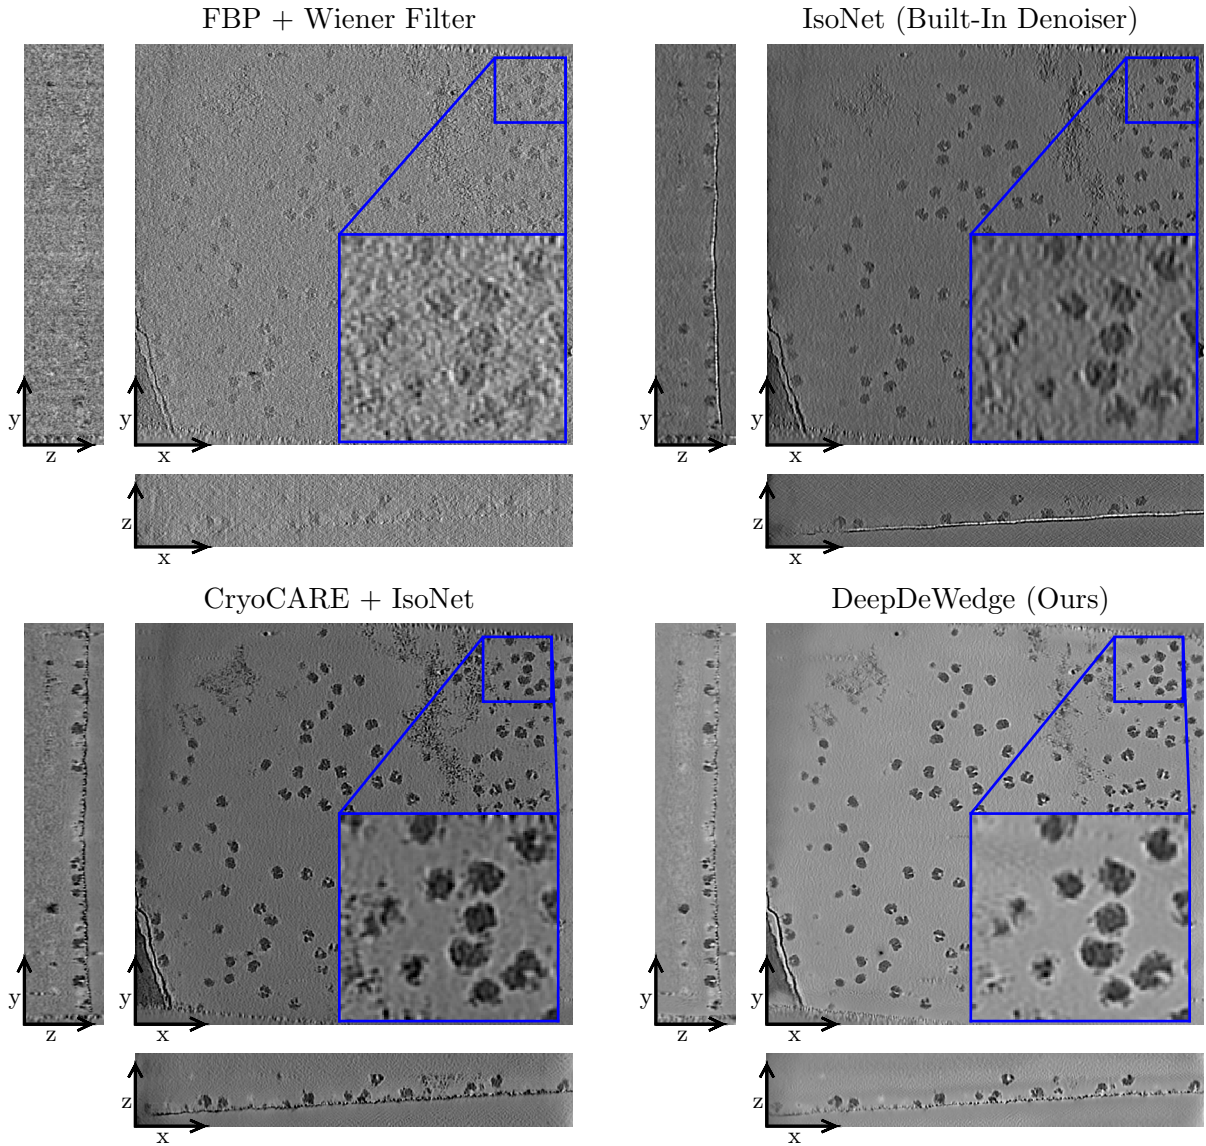 FBP + Wiener Filter
IsoNet (Built-In Denoiser)
y
z
y
x
z
x
y
z
y
x
z
x
CryoCARE + IsoNet
DeepDeWedge (Ours)
y
z
y
x
z
x
y
z
y
x
z
x